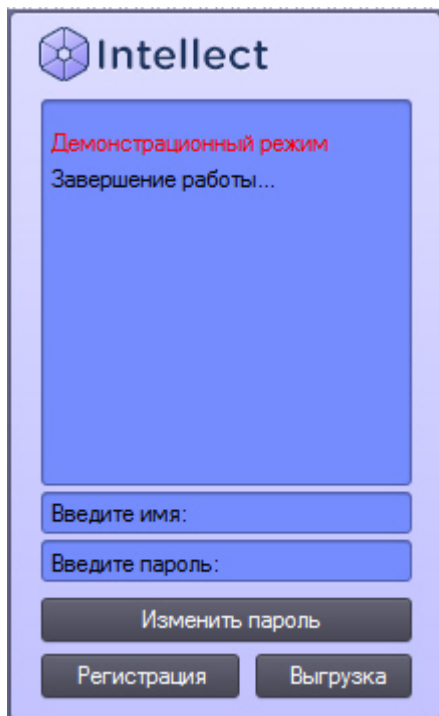 Intellect
Демонстрационный режим
Завершение работы...
Введите имя:
Введите пароль:
Изменить пароль
Регистрация Выгрузка